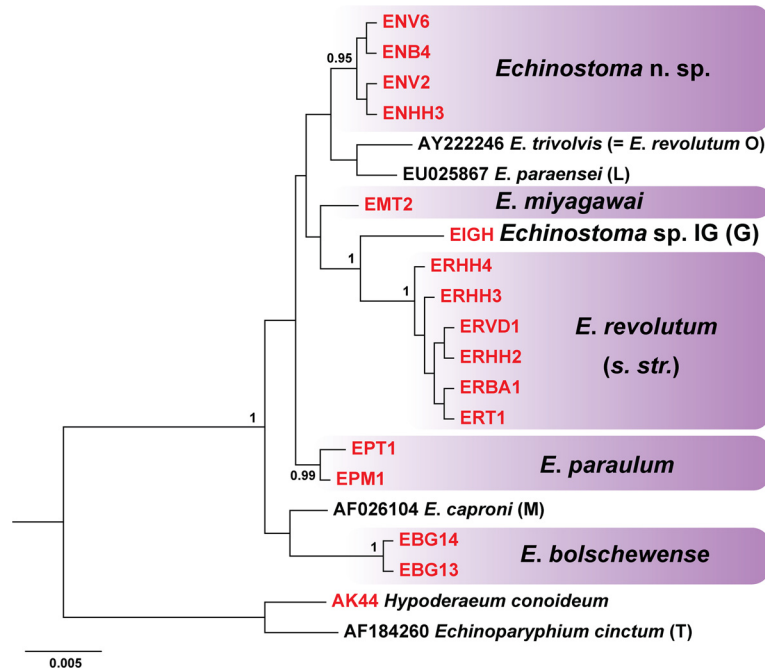 ENV6
0.95
ENB4
Echinostoma n. sp.
ENV2
ENHH3
AY222246 E. trivolvis (= E. revolutum O)
EU025867 E. paraensei (L)
EMT2
E. miyagawai
EIGH Echinostoma sp. IG (G)
1
ERHH4
1
ERHH3
ERVD1
E. revolutum
(s. str.)
ERHH2
ERBA1
ERT1
1
EPT1
0.99
EPM1
E. paraulum
AF026104 E. caproni (M)
1
EBG14
EBG13
E. bolschewense
AK44 Hypoderaeum conoideum
AF184260 Echinoparyphium cinctum (T)
0.005